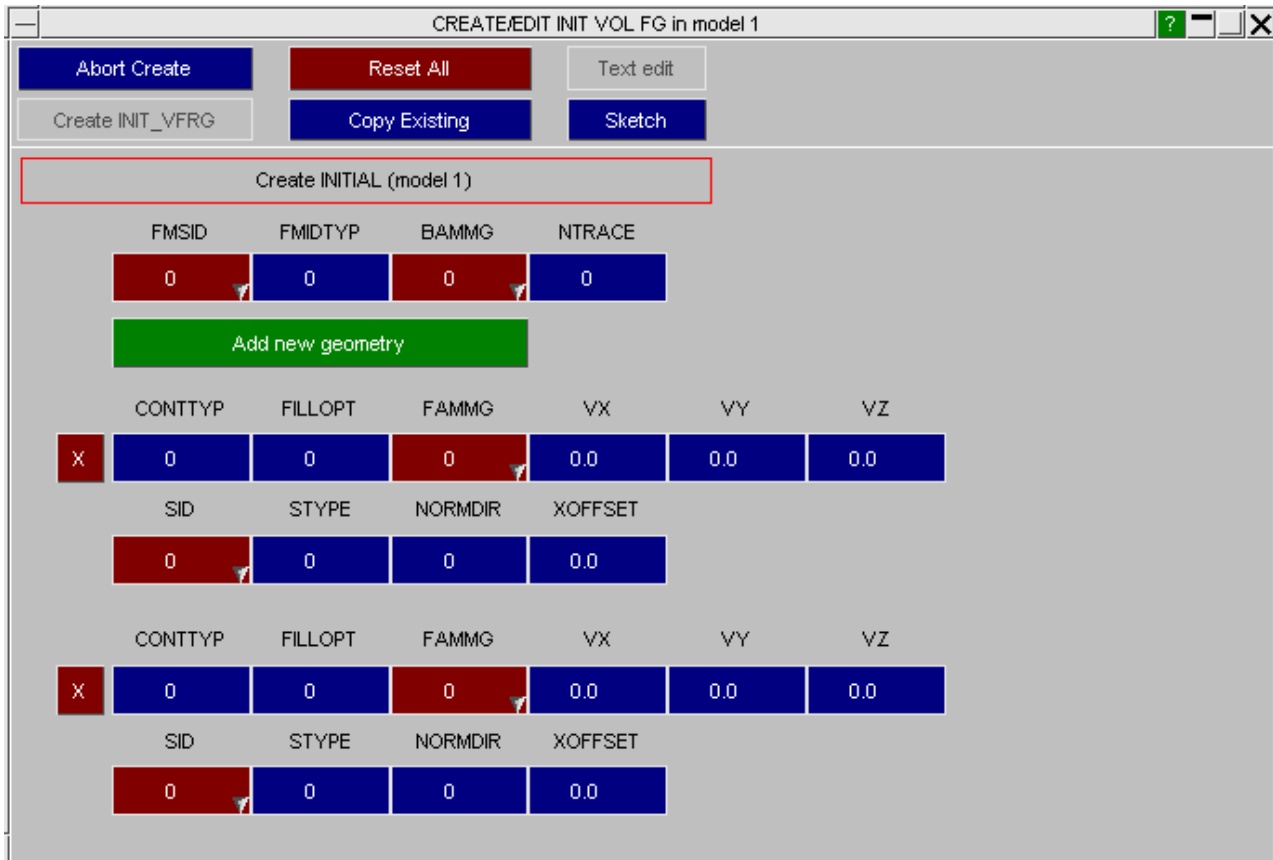 CREATE/EDIT INIT VOL FG in model 1 ? X
Abort Create Reset All Text edit
Create INIT_VFRG Copy Existing Sketch
Create INITIAL (model 1)
FMSID FMIDTYP BAMMG NTRACE
0 0 0 0
Add new geometry
CONTTYP FILLOPT FAMMG VX VY VZ
X 0 0 0 0.0 0.0 0.0
SID STYPE NORMDIR XOFFSET
0 0 0 0.0
CONTTYP FILLOPT FAMMG VX VY VZ
X 0 0 0 0.0 0.0 0.0
SID STYPE NORMDIR XOFFSET
0 0 0 0.0